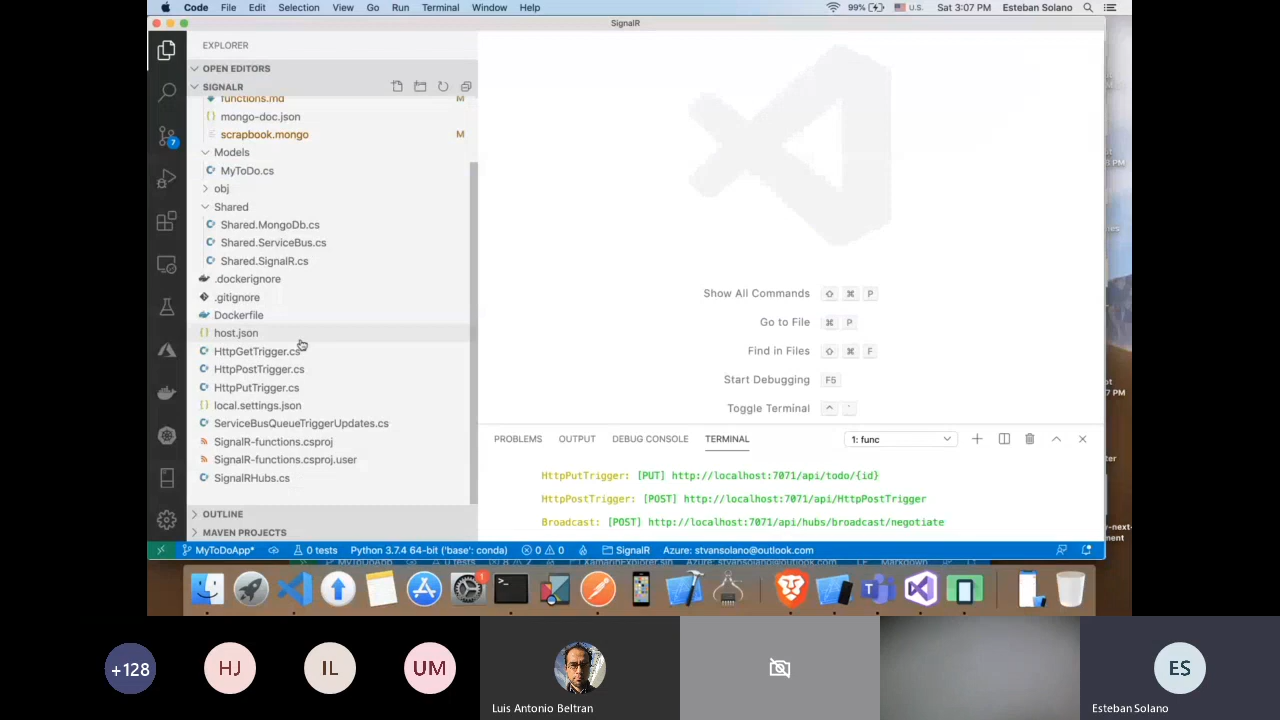 Code File Edit Selection View Go Run Terminal Window Help 99% U.S. Sat 3:07 PM Esteban Solano
SignalR
EXPLORER
OPEN EDITORS
SIGNALR
functions.md M
mongo-doc.json
scrapbook.mongo M
Models
MyToDo.cs
obj
Shared
Shared.MongoDb.cs
Shared.ServiceBus.cs
Shared.SignalR.cs
.dockerignore
.gitignore
Dockerfile
host.json
HttpGetTrigger.cs
HttpPostTrigger.cs
HttpPutTrigger.cs
local.settings.json
ServiceBusQueueTriggerUpdates.cs
SignalR-functions.csproj
SignalR-functions.csproj.user
SignalRHubs.cs
OUTLINE
MAVEN PROJECTS
7
Show All Commands ⇧ ⌘ P
Go to File ⌘ P
Find in Files ⇧ ⌘ F
Start Debugging F5
Toggle Terminal ^ `
PROBLEMS OUTPUT DEBUG CONSOLE TERMINAL 1: func
HttpPutTrigger: [PUT] http://localhost:7071/api/todo/{id}
HttpPostTrigger: [POST] http://localhost:7071/api/HttpPostTrigger
Broadcast: [POST] http://localhost:7071/api/hubs/broadcast/negotiate
MyToDoApp* 0 tests Python 3.7.4 64-bit ('base': conda) 0 0 SignalR Azure: stvansolano@outlook.com
1
+128 HJ IL UM ES
Luis Antonio Beltran Esteban Solano